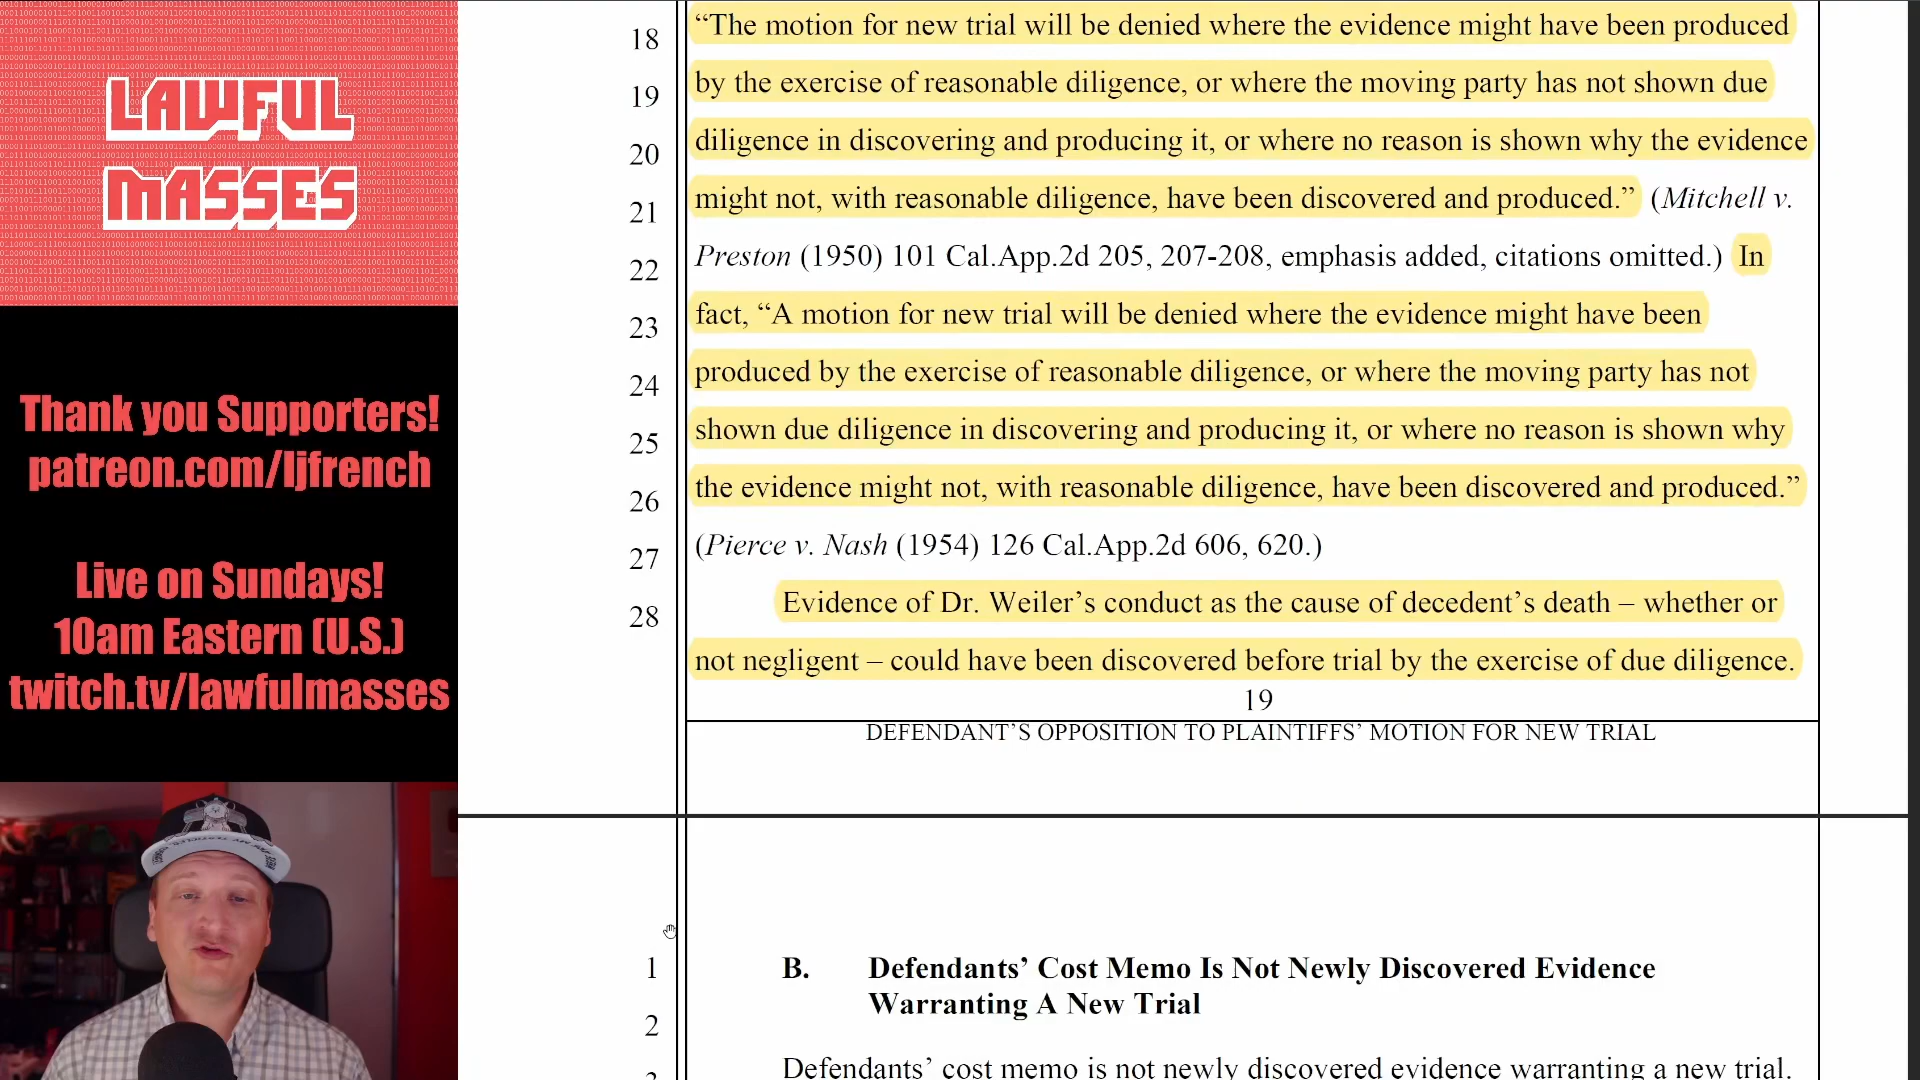 LAWFUL
MASSES
Thank you Supporters!
patreon.com/ljfrench
Live on Sundays!
10am Eastern (U.S.)
twitch.tv/lawfulmasses
18 “The motion for new trial will be denied where the evidence might have been produced
19 by the exercise of reasonable diligence, or where the moving party has not shown due
20 diligence in discovering and producing it, or where no reason is shown why the evidence
21 might not, with reasonable diligence, have been discovered and produced.” (Mitchell v.
22 Preston (1950) 101 Cal.App.2d 205, 207-208, emphasis added, citations omitted.) In
23 fact, “A motion for new trial will be denied where the evidence might have been
24 produced by the exercise of reasonable diligence, or where the moving party has not
25 shown due diligence in discovering and producing it, or where no reason is shown why
26 the evidence might not, with reasonable diligence, have been discovered and produced.”
27 (Pierce v. Nash (1954) 126 Cal.App.2d 606, 620.)
28 Evidence of Dr. Weiler’s conduct as the cause of decedent’s death – whether or
not negligent – could have been discovered before trial by the exercise of due diligence.
19
DEFENDANT’S OPPOSITION TO PLAINTIFFS’ MOTION FOR NEW TRIAL
1 B. Defendants’ Cost Memo Is Not Newly Discovered Evidence
2 Warranting A New Trial
Defendants’ cost memo is not newly discovered evidence warranting a new trial.